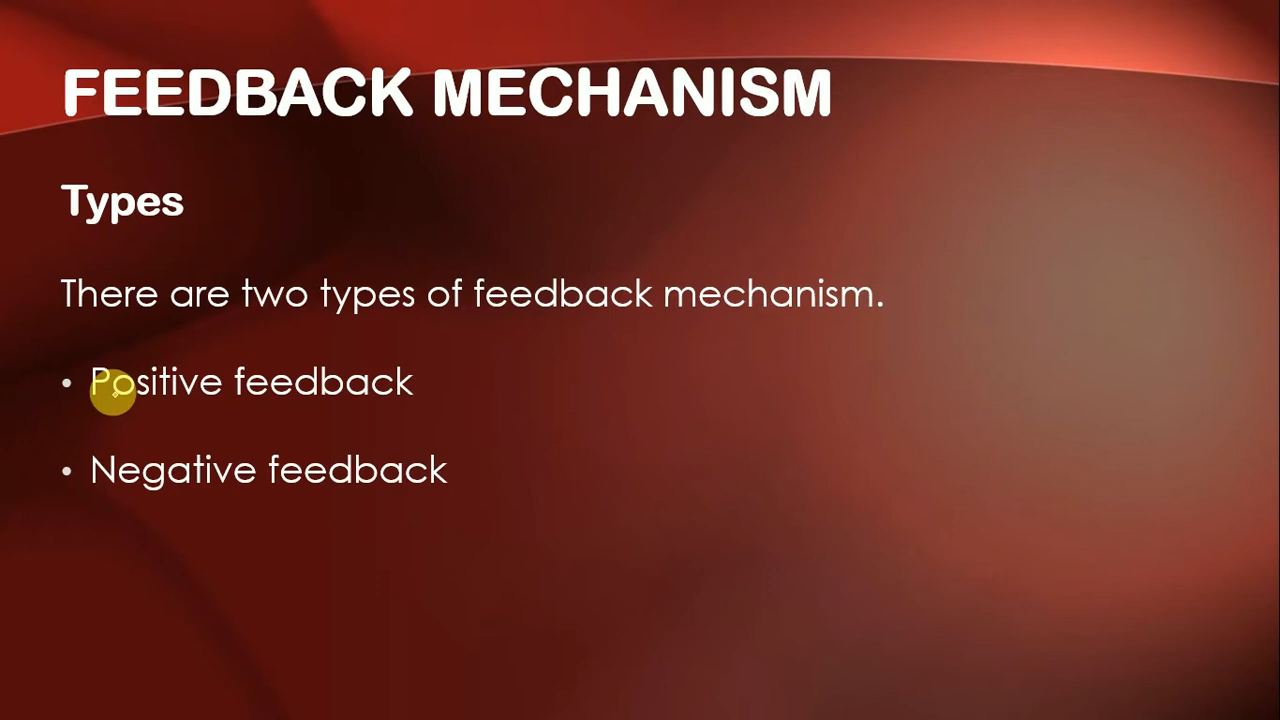 FEEDBACK MECHANISM
Types
There are two types of feedback mechanism.
• Positive feedback
• Negative feedback